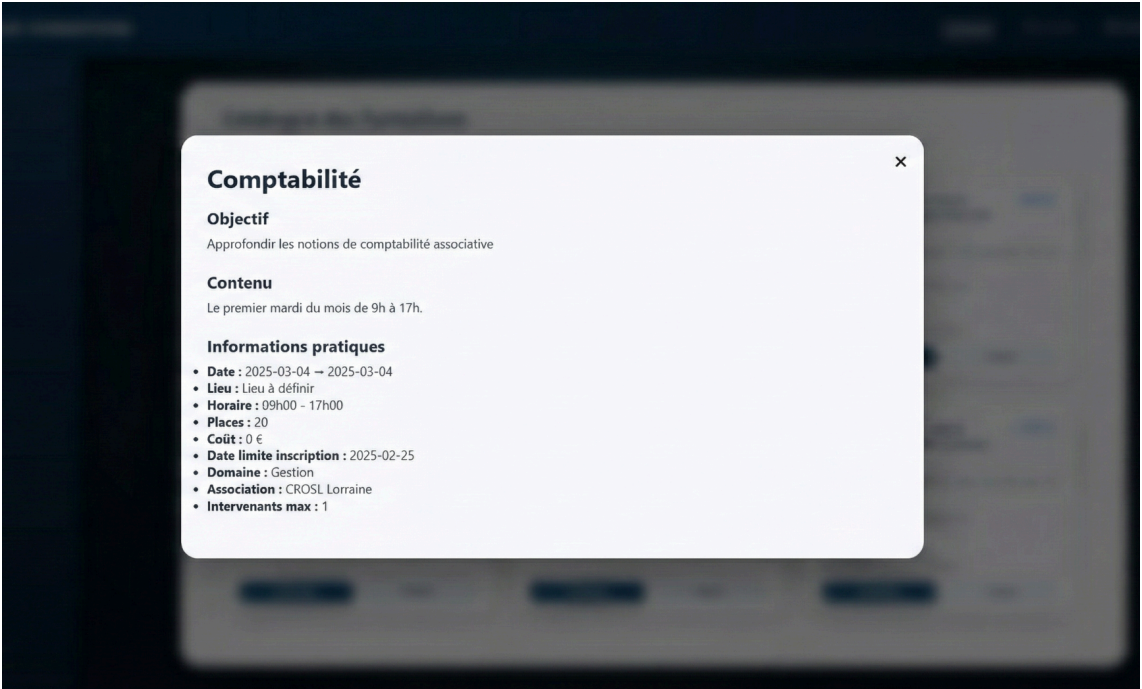 Comptabilité
Objectif
Approfondir les notions de comptabilité associative
Contenu
Le premier mardi du mois de 9h à 17h.
Informations pratiques
• Date : 2025-03-04 → 2025-03-04
• Lieu : Lieu à définir
• Horaire : 09h00 - 17h00
• Places : 20
• Coût : 0 €
• Date limite inscription : 2025-02-25
• Domaine : Gestion
• Association : CROSL Lorraine
• Intervenants max : 1